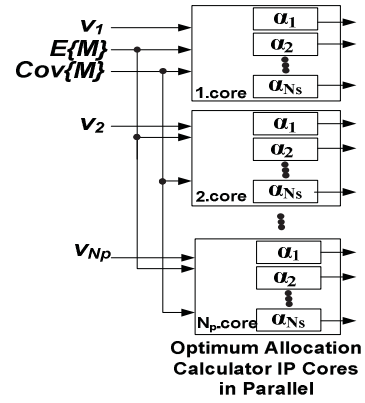 v1
E{M}
Cov{M}
α1
α2
αNs
1.core
v2
α1
α2
αNs
2.core
vNp
α1
α2
αNs
Np-core
Optimum Allocation
Calculator IP Cores
in Parallel